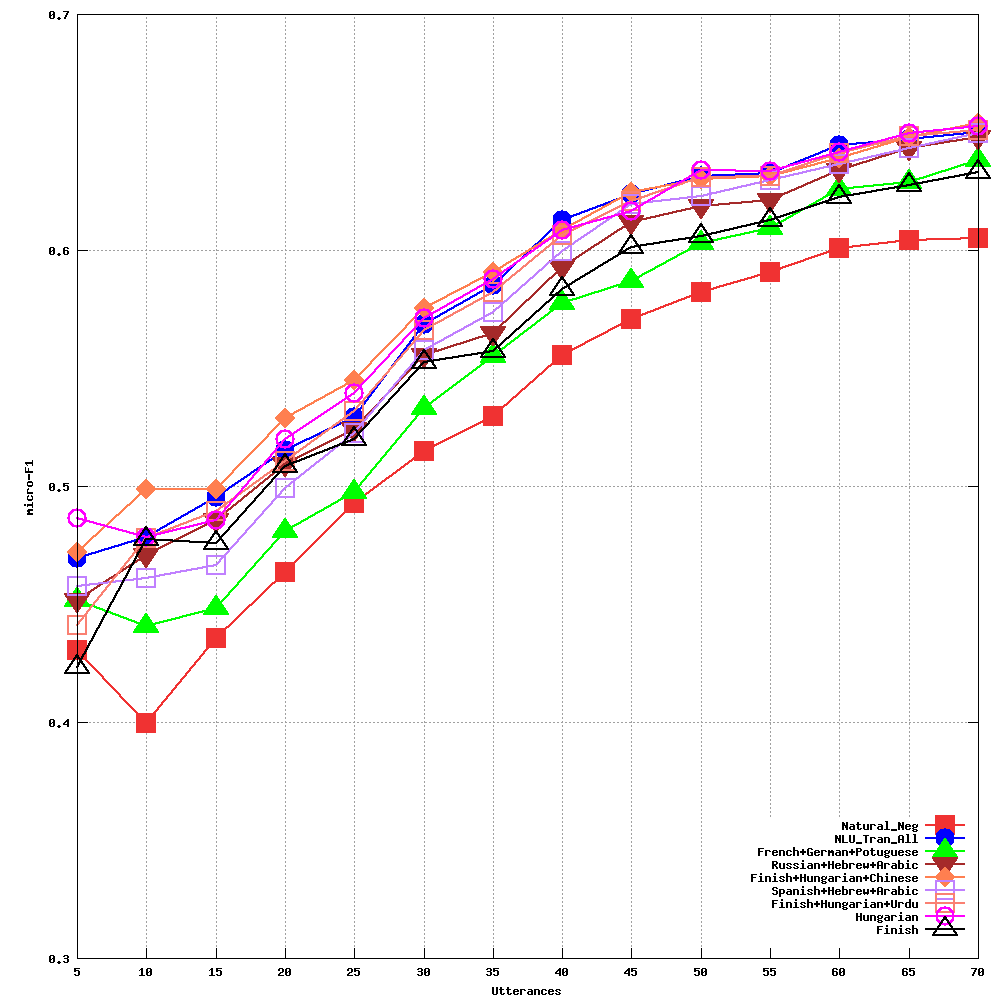 0.7
0.6
0.5
0.4
0.3
micro-F1
5 10 15 20 25 30 35 40 45 50 55 60 65 70
Utterances
Natural_Neg
NLU_Tran_All
French+German+Potuguese
Russian+Hebrew+Arabic
Finish+Hungarian+Chinese
Spanish+Hebrew+Arabic
Finish+Hungarian+Urdu
Hungarian
Finish